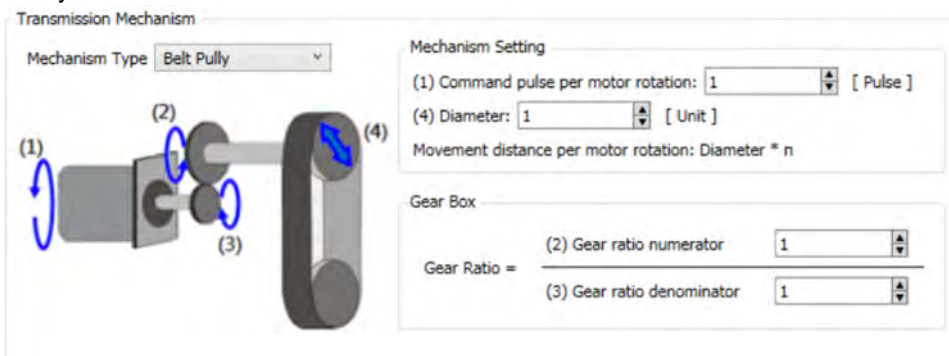 Transmission Mechanism
Mechanism Type Belt Pully
(1)
(2)
(3)
(4)
Mechanism Setting
(1) Command pulse per motor rotation: 1 [ Pulse ]
(4) Diameter: 1 [ Unit ]
Movement distance per motor rotation: Diameter * n
Gear Box
Gear Ratio =
(2) Gear ratio numerator 1
(3) Gear ratio denominator 1